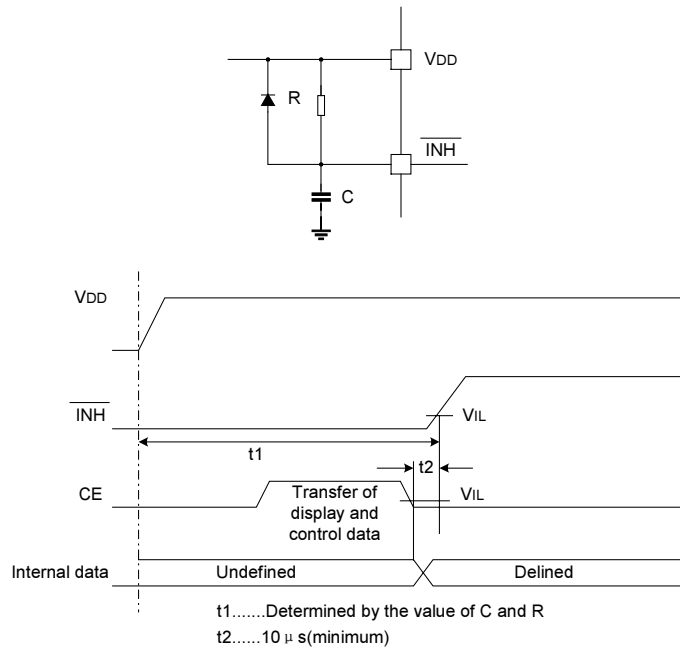 VDD
R
INH
C
VDD
INH
VIL
t1
t2
CE
Transfer of
display and
control data
VIL
Internal data
Undefined
Delined
t1.......Determined by the value of C and R
t2......10 μ s(minimum)